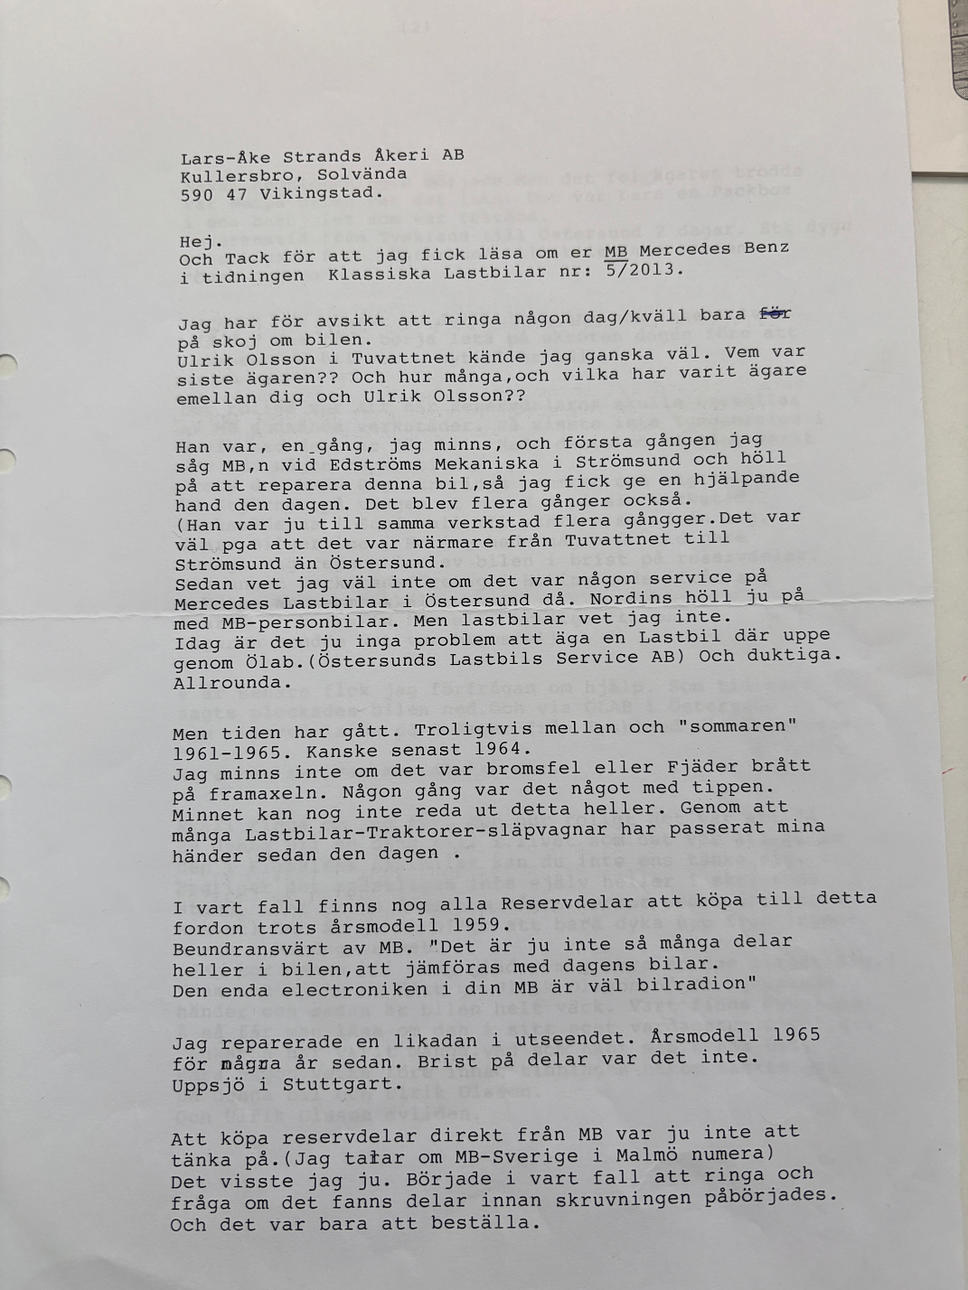 Lars-Åke Strands Åkeri AB
Kullersbro, Solvända
590 47 Vikingstad.
Hej.
Och Tack för att jag fick läsa om er MB Mercedes Benz
i tidningen Klassiska Lastbilar nr: 5/2013.
Jag har för avsikt att ringa någon dag/kväll bara för
på skoj om bilen.
Ulrik Olsson i Tuvattnet kände jag ganska väl. Vem var
siste ägaren?? Och hur många,och vilka har varit ägare
emellan dig och Ulrik Olsson??
Han var, en gång, jag minns, och första gången jag
såg MB,n vid Edströms Mekaniska i Strömsund och höll
på att reparera denna bil,så jag fick ge en hjälpande
hand den dagen. Det blev flera gånger också.
(Han var ju till samma verkstad flera gångger.Det var
väl pga att det var närmare från Tuvattnet till
Strömsund än Östersund.
Sedan vet jag väl inte om det var någon service på
Mercedes Lastbilar i Östersund då. Nordins höll ju på
med MB-personbilar. Men lastbilar vet jag inte.
Idag är det ju inga problem att äga en Lastbil där uppe
genom Ölab.(Östersunds Lastbils Service AB) Och duktiga.
Allrounda.
Men tiden har gått. Troligtvis mellan och "sommaren"
1961-1965. Kanske senast 1964.
Jag minns inte om det var bromsfel eller Fjäder brått
på framaxeln. Någon gång var det något med tippen.
Minnet kan nog inte reda ut detta heller. Genom att
många Lastbilar-Traktorer-släpvagnar har passerat mina
händer sedan den dagen .
I vart fall finns nog alla Reservdelar att köpa till detta
fordon trots årsmodell 1959.
Beundransvärt av MB. "Det är ju inte så många delar
heller i bilen,att jämföras med dagens bilar.
Den enda electroniken i din MB är väl bilradion"
Jag reparerade en likadan i utseendet. Årsmodell 1965
för några år sedan. Brist på delar var det inte.
Uppsjö i Stuttgart.
Att köpa reservdelar direkt från MB var ju inte att
tänka på.(Jag talar om MB-Sverige i Malmö numera)
Det visste jag ju. Började i vart fall att ringa och
fråga om det fanns delar innan skruvningen påbörjades.
Och det var bara att beställa.